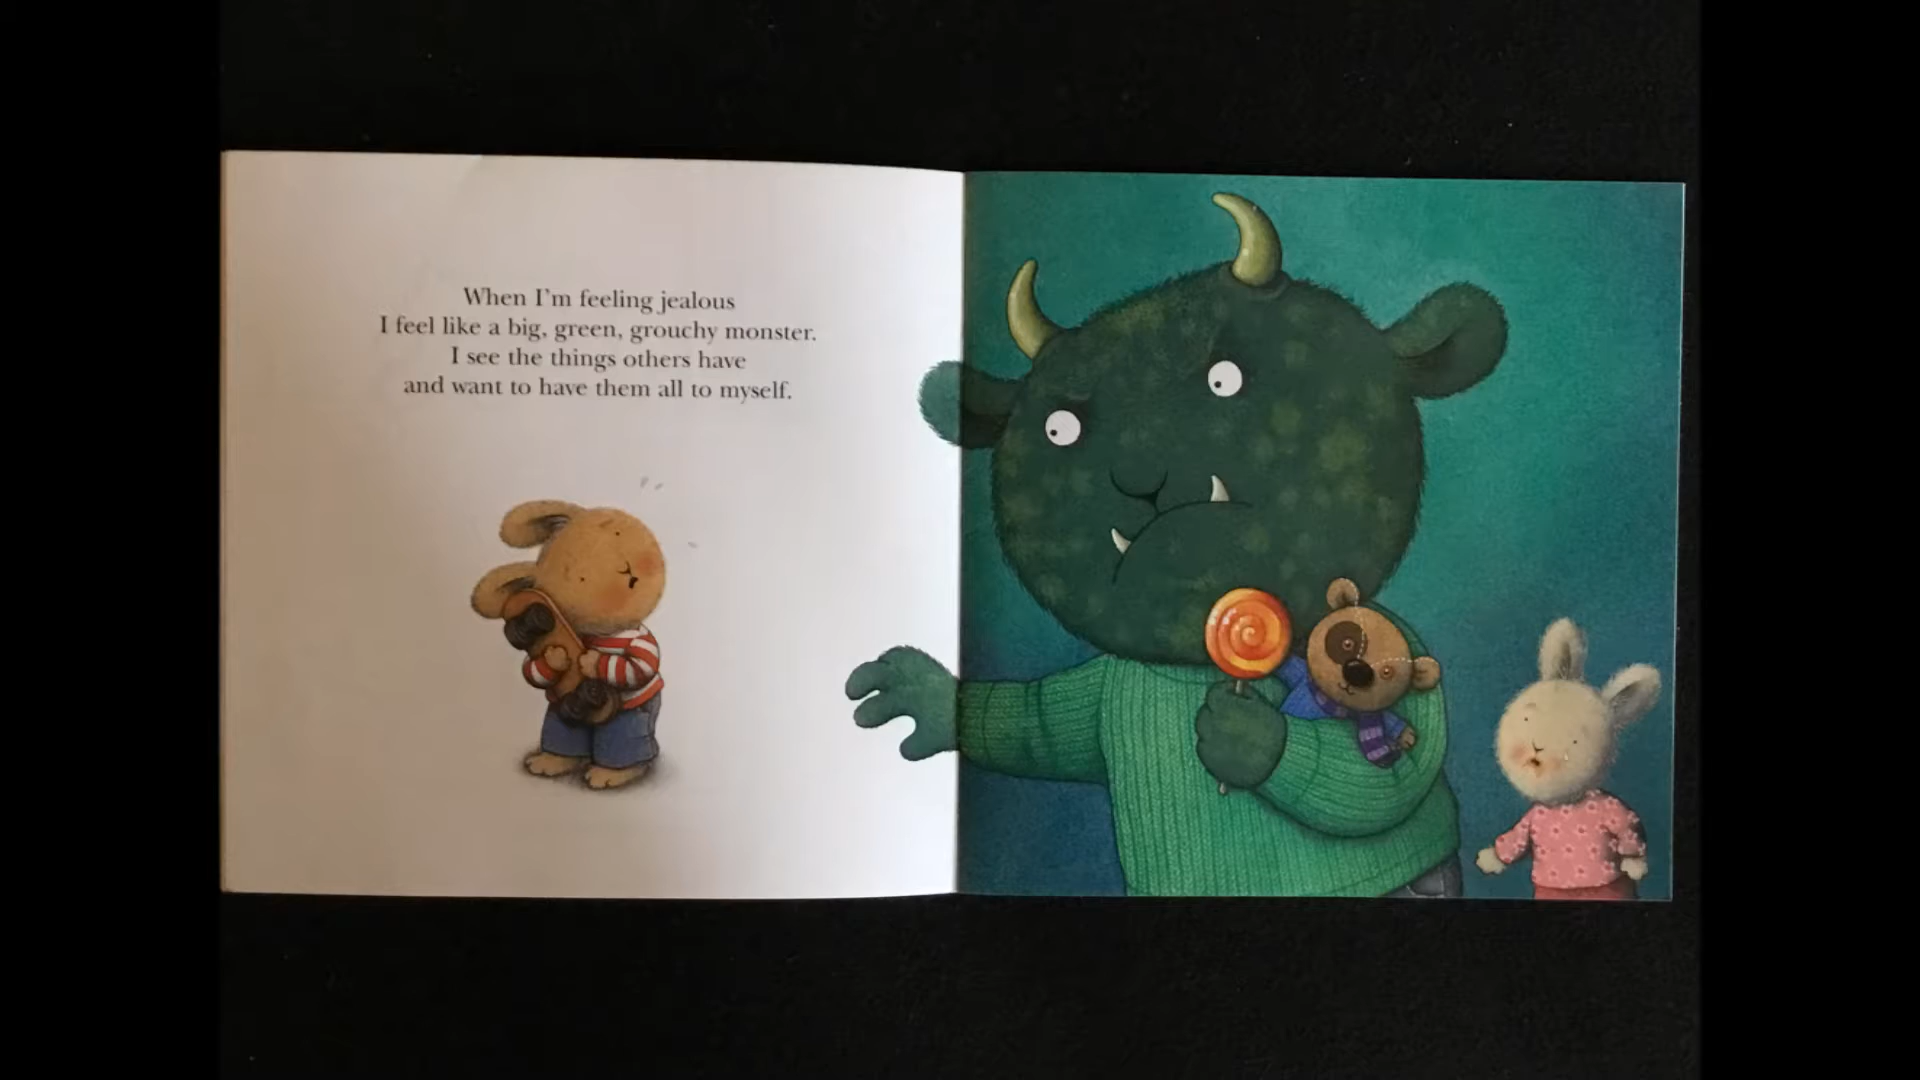 When I'm feeling jealous
I feel like a big, green, grouchy monster.
I see the things others have
and want to have them all to myself.